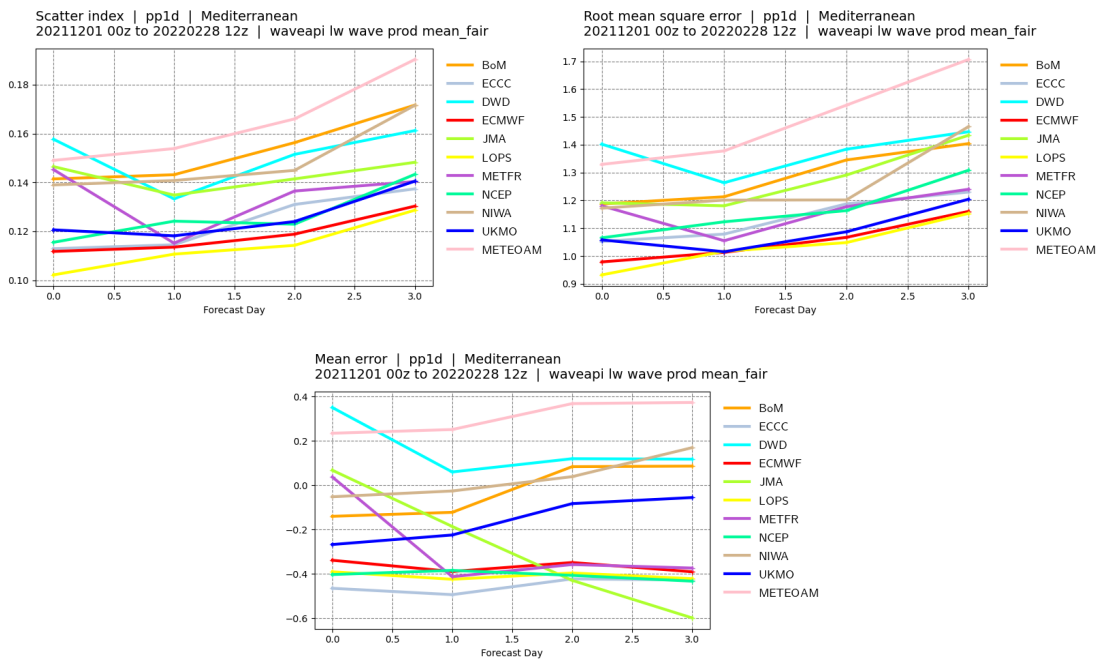 Scatter index | pp1d | Mediterranean
20211201 00z to 20220228 12z | waveapi lw wave prod mean_fair
0.18
0.16
0.14
0.12
0.10
0.0 0.5 1.0 1.5 2.0 2.5 3.0
Forecast Day
BoM
ECCC
DWD
ECMWF
JMA
LOPS
METFR
NCEP
NIWA
UKMO
METEOAM
Root mean square error | pp1d | Mediterranean
20211201 00z to 20220228 12z | waveapi lw wave prod mean_fair
1.7
1.6
1.5
1.4
1.3
1.2
1.1
1.0
0.9
0.0 0.5 1.0 1.5 2.0 2.5 3.0
Forecast Day
BoM
ECCC
DWD
ECMWF
JMA
LOPS
METFR
NCEP
NIWA
UKMO
METEOAM
Mean error | pp1d | Mediterranean
20211201 00z to 20220228 12z | waveapi lw wave prod mean_fair
0.4
0.2
0.0
−0.2
−0.4
−0.6
0.0 0.5 1.0 1.5 2.0 2.5 3.0
Forecast Day
BoM
ECCC
DWD
ECMWF
JMA
LOPS
METFR
NCEP
NIWA
UKMO
METEOAM